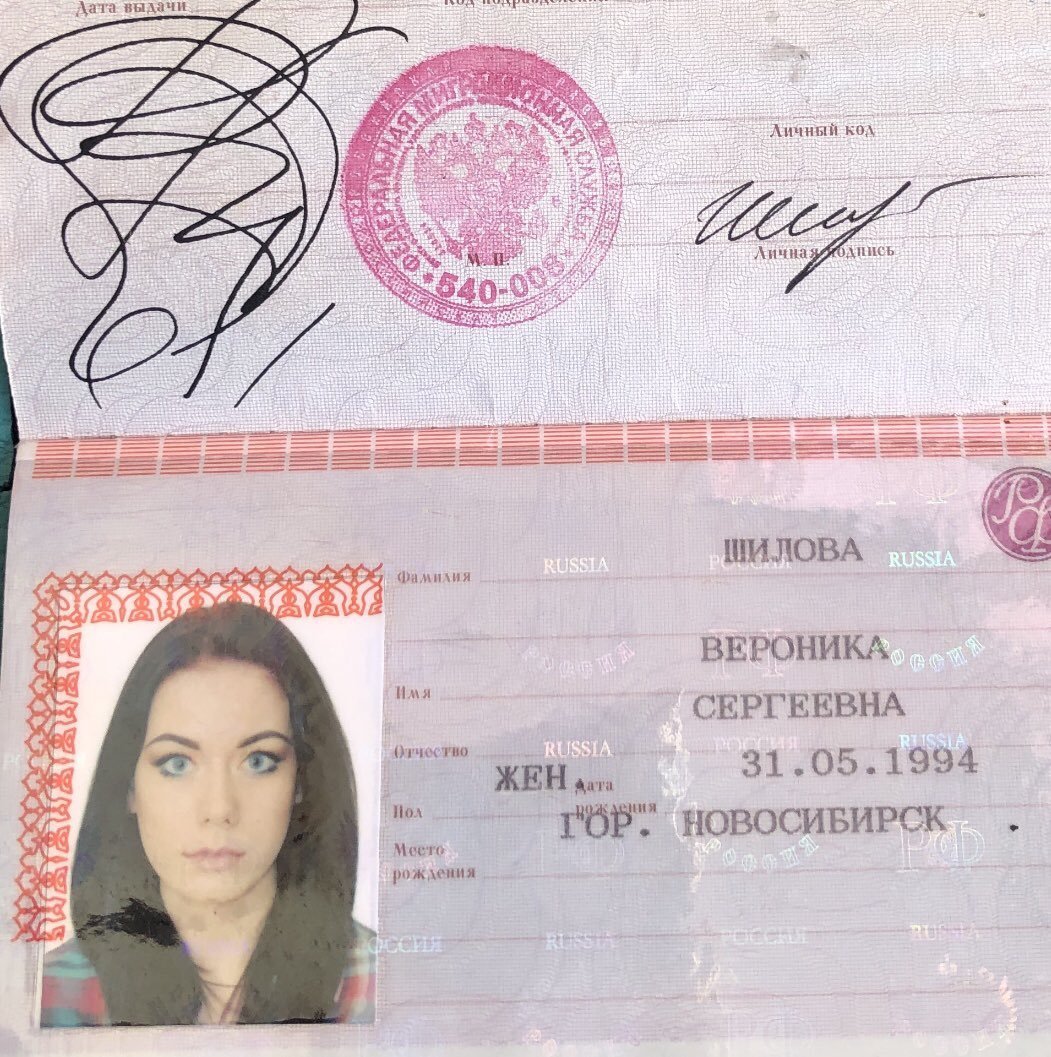 Дата выдачи
Код подразделения
ФЕДЕРАЛЬНАЯ МИГРАЦИОННАЯ СЛУЖБА
540-008
М. П.
Личный код
Личная подпись
РФ
Фамилия ШИЛОВА
Имя ВЕРОНИКА
Отчество СЕРГЕЕВНА
Пол ЖЕН. Дата рождения 31.05.1994
Место рождения ГОР. НОВОСИБИРСК
RUSSIA РОССИЯ RUSSIA
РОССИЯ РФ РОССИЯ
RUSSIA РОССИЯ RUSSIA
РОССИЯ РФ
РОССИЯ RUSSIA РОССИЯ RUSSIA